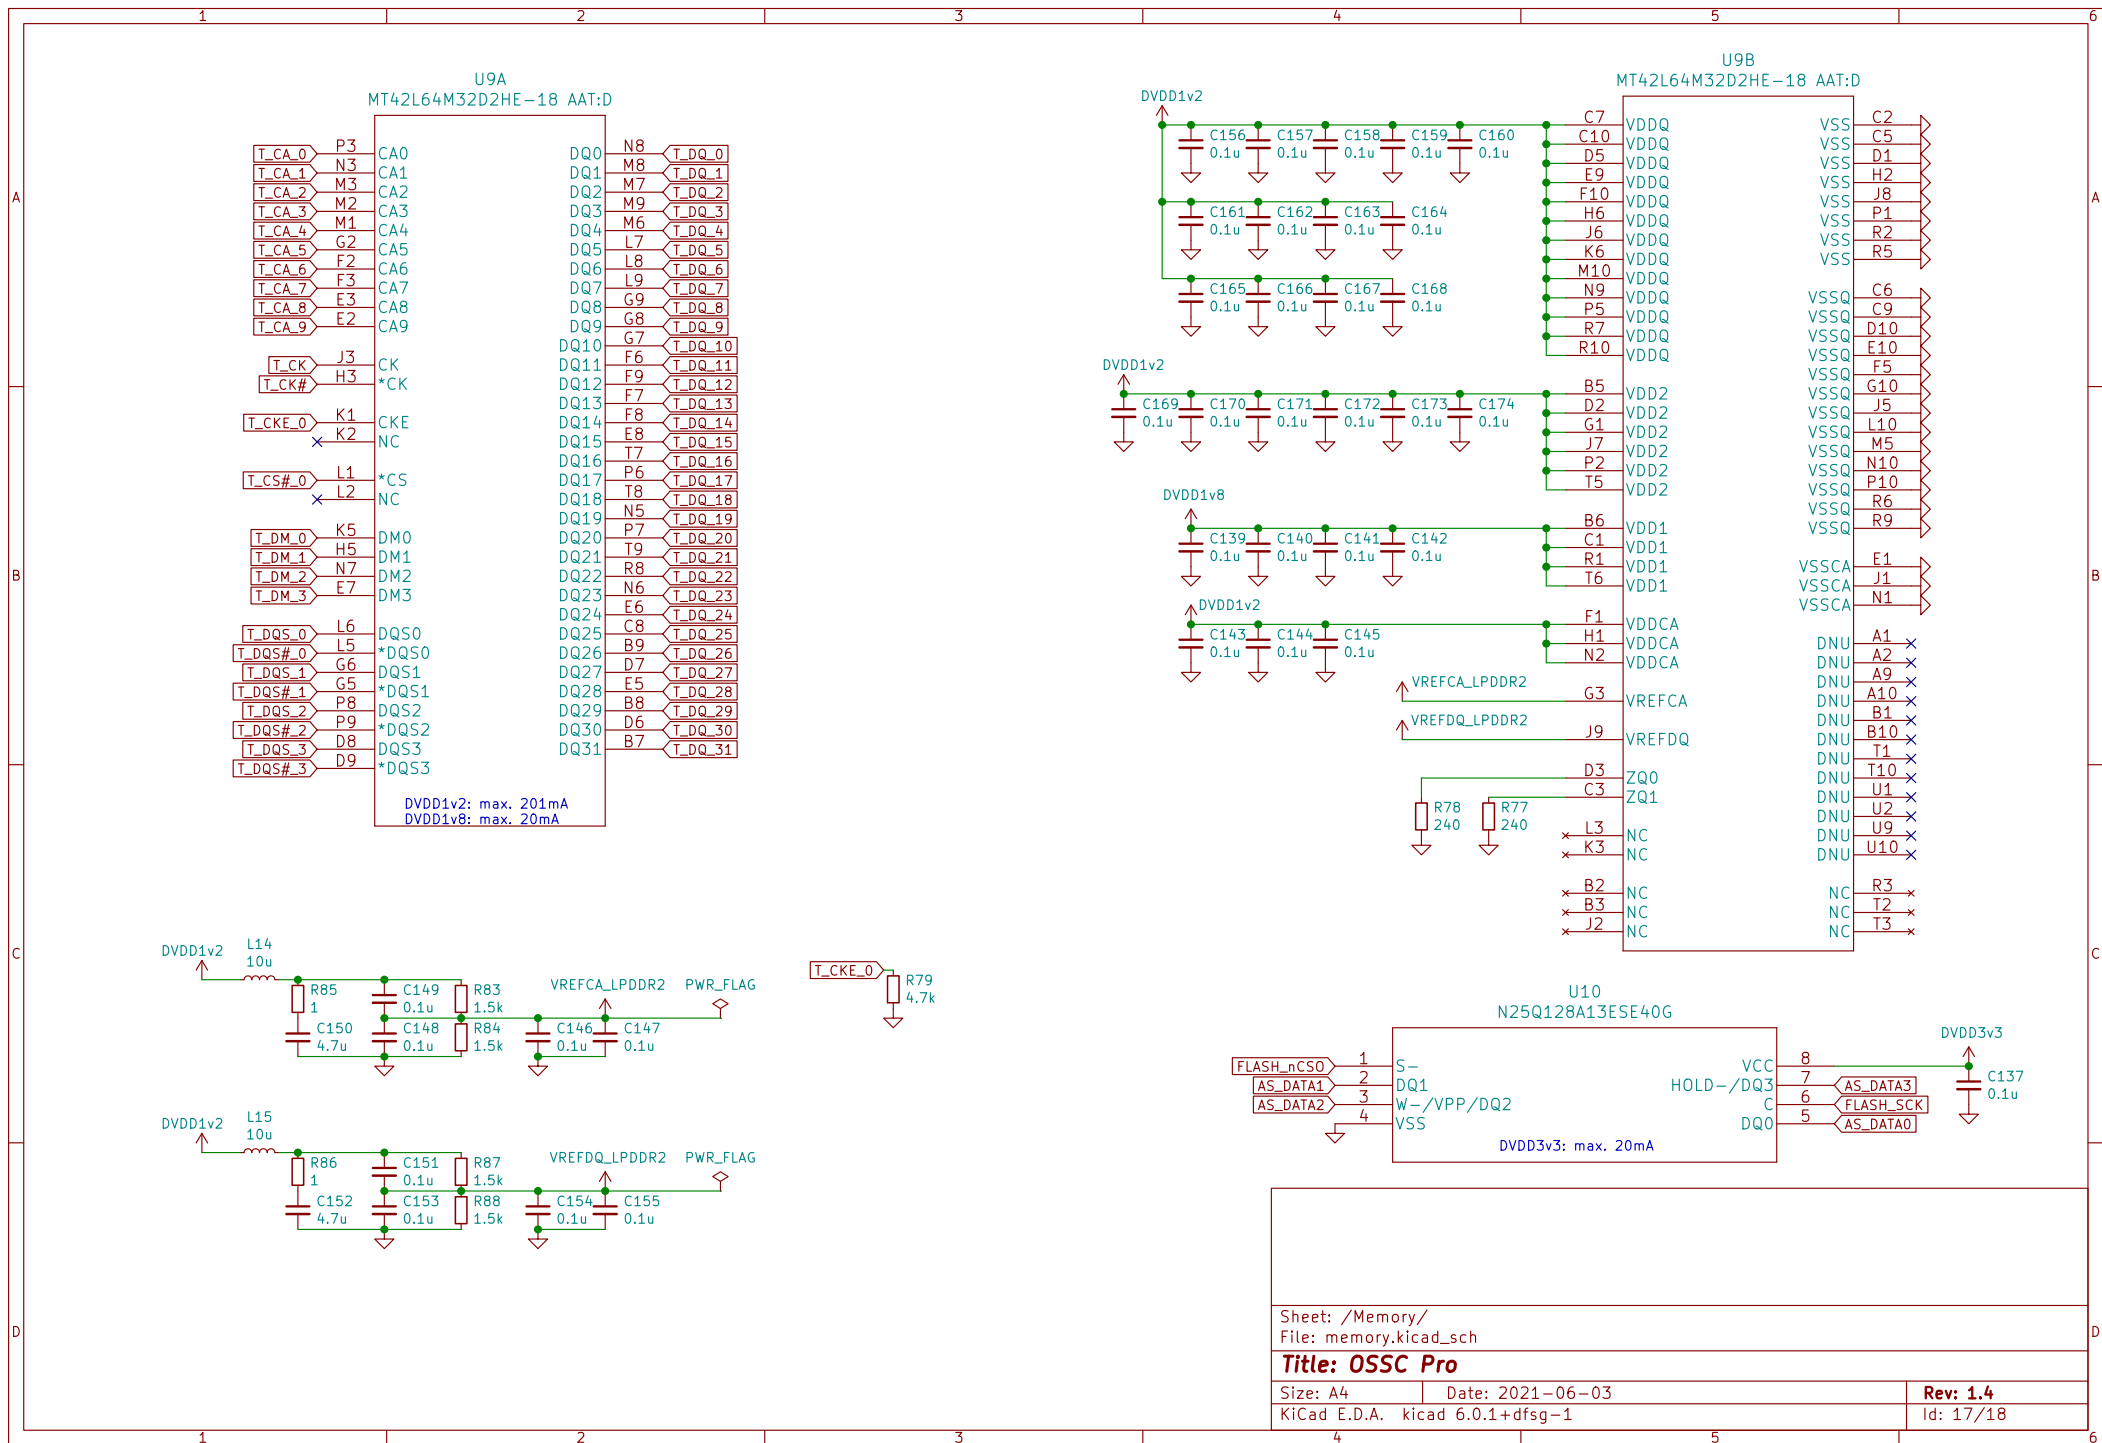 1 2 3 4 5 6
A
B
C
D
A
B
C
D
1 2 3 4 5 6
U9A
MT42L64M32D2HE-18 AAT:D
T_CA_0 P3 CA0
T_CA_1 N3 CA1
T_CA_2 M3 CA2
T_CA_3 M2 CA3
T_CA_4 M1 CA4
T_CA_5 G2 CA5
T_CA_6 F2 CA6
T_CA_7 F3 CA7
T_CA_8 E3 CA8
T_CA_9 E2 CA9
T_CK J3 CK
T_CK# H3 *CK
T_CKE_0 K1 CKE
K2 NC
T_CS#_0 L1 *CS
L2 NC
T_DM_0 K5 DM0
T_DM_1 H5 DM1
T_DM_2 N7 DM2
T_DM_3 E7 DM3
T_DQS_0 L6 DQS0
T_DQS#_0 L5 *DQS0
T_DQS_1 G6 DQS1
T_DQS#_1 G5 *DQS1
T_DQS_2 P8 DQS2
T_DQS#_2 P9 *DQS2
T_DQS_3 D8 DQS3
T_DQS#_3 D9 *DQS3
DQ0 N8 T_DQ_0
DQ1 M8 T_DQ_1
DQ2 M7 T_DQ_2
DQ3 M9 T_DQ_3
DQ4 M6 T_DQ_4
DQ5 L7 T_DQ_5
DQ6 L8 T_DQ_6
DQ7 L9 T_DQ_7
DQ8 G9 T_DQ_8
DQ9 G8 T_DQ_9
DQ10 G7 T_DQ_10
DQ11 F6 T_DQ_11
DQ12 F9 T_DQ_12
DQ13 F7 T_DQ_13
DQ14 F8 T_DQ_14
DQ15 E8 T_DQ_15
DQ16 T7 T_DQ_16
DQ17 P6 T_DQ_17
DQ18 T8 T_DQ_18
DQ19 N5 T_DQ_19
DQ20 P7 T_DQ_20
DQ21 T9 T_DQ_21
DQ22 R8 T_DQ_22
DQ23 N6 T_DQ_23
DQ24 E6 T_DQ_24
DQ25 C8 T_DQ_25
DQ26 B9 T_DQ_26
DQ27 D7 T_DQ_27
DQ28 E5 T_DQ_28
DQ29 B8 T_DQ_29
DQ30 D6 T_DQ_30
DQ31 B7 T_DQ_31
DVDD1v2: max. 201mA
DVDD1v8: max. 20mA
DVDD1v2
C156 C157 C158 C159 C160
0.1u 0.1u 0.1u 0.1u 0.1u
C161 C162 C163 C164
0.1u 0.1u 0.1u 0.1u
C165 C166 C167 C168
0.1u 0.1u 0.1u 0.1u
DVDD1v2
C169 C170 C171 C172 C173 C174
0.1u 0.1u 0.1u 0.1u 0.1u 0.1u
DVDD1v8
C139 C140 C141 C142
0.1u 0.1u 0.1u 0.1u
DVDD1v2
C143 C144 C145
0.1u 0.1u 0.1u
VREFCA_LPDDR2
VREFDQ_LPDDR2
R78 R77
240 240
U9B
MT42L64M32D2HE-18 AAT:D
C7 VDDQ
C10 VDDQ
D5 VDDQ
E9 VDDQ
F10 VDDQ
H6 VDDQ
J6 VDDQ
K6 VDDQ
M10 VDDQ
N9 VDDQ
P5 VDDQ
R7 VDDQ
R10 VDDQ
B5 VDD2
D2 VDD2
G1 VDD2
J7 VDD2
P2 VDD2
T5 VDD2
B6 VDD1
C1 VDD1
R1 VDD1
T6 VDD1
F1 VDDCA
H1 VDDCA
N2 VDDCA
G3 VREFCA
J9 VREFDQ
D3 ZQ0
C3 ZQ1
L3 NC
K3 NC
B2 NC
B3 NC
J2 NC
VSS C2
VSS C5
VSS D1
VSS H2
VSS J8
VSS P1
VSS R2
VSS R5
VSSQ C6
VSSQ C9
VSSQ D10
VSSQ E10
VSSQ F5
VSSQ G10
VSSQ J5
VSSQ L10
VSSQ M5
VSSQ N10
VSSQ P10
VSSQ R6
VSSQ R9
VSSCA E1
VSSCA J1
VSSCA N1
DNU A1
DNU A2
DNU A9
DNU A10
DNU B1
DNU B10
DNU T1
DNU T10
DNU U1
DNU U2
DNU U9
DNU U10
NC R3
NC T2
NC T3
DVDD1v2
L14
10u
R85
1
C150
4.7u
C149
0.1u
C148
0.1u
R83
1.5k
R84
1.5k
VREFCA_LPDDR2 PWR_FLAG
C146 C147
0.1u 0.1u
T_CKE_0
R79
4.7k
DVDD1v2
L15
10u
R86
1
C152
4.7u
C151
0.1u
C153
0.1u
R87
1.5k
R88
1.5k
VREFDQ_LPDDR2 PWR_FLAG
C154 C155
0.1u 0.1u
U10
N25Q128A13ESE40G
FLASH_nCSO 1 S-
AS_DATA1 2 DQ1
AS_DATA2 3 W-/VPP/DQ2
4 VSS
VCC 8
HOLD-/DQ3 7 AS_DATA3
C 6 FLASH_SCK
DQ0 5 AS_DATA0
DVDD3v3: max. 20mA
DVDD3v3
C137
0.1u
Sheet: /Memory/
File: memory.kicad_sch
Title: OSSC Pro
Size: A4 Date: 2021-06-03 Rev: 1.4
KiCad E.D.A. kicad 6.0.1+dfsg-1 Id: 17/18